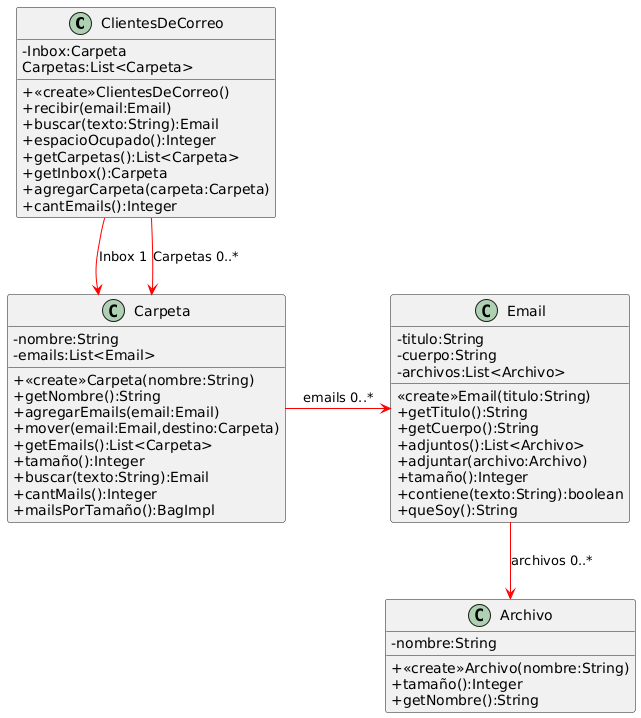 C ClientesDeCorreo
-Inbox:Carpeta
Carpetas:List<Carpeta>
+«create»ClientesDeCorreo()
+recibir(email:Email)
+buscar(texto:String):Email
+espacioOcupado():Integer
+getCarpetas():List<Carpeta>
+getInbox():Carpeta
+agregarCarpeta(carpeta:Carpeta)
+cantEmails():Integer
Inbox 1
Carpetas 0..*
C Carpeta
-nombre:String
-emails:List<Email>
+«create»Carpeta(nombre:String)
+getNombre():String
+agregarEmails(email:Email)
+mover(email:Email,destino:Carpeta)
+getEmails():List<Carpeta>
+tamaño():Integer
+buscar(texto:String):Email
+cantMails():Integer
+mailsPorTamaño():BagImpl
emails 0..*
C Email
-titulo:String
-cuerpo:String
-archivos:List<Archivo>
«create»Email(titulo:String)
+getTitulo():String
+getCuerpo():String
+adjuntos():List<Archivo>
+adjuntar(archivo:Archivo)
+tamaño():Integer
+contiene(texto:String):boolean
+queSoy():String
archivos 0..*
C Archivo
-nombre:String
+«create»Archivo(nombre:String)
+tamaño():Integer
+getNombre():String